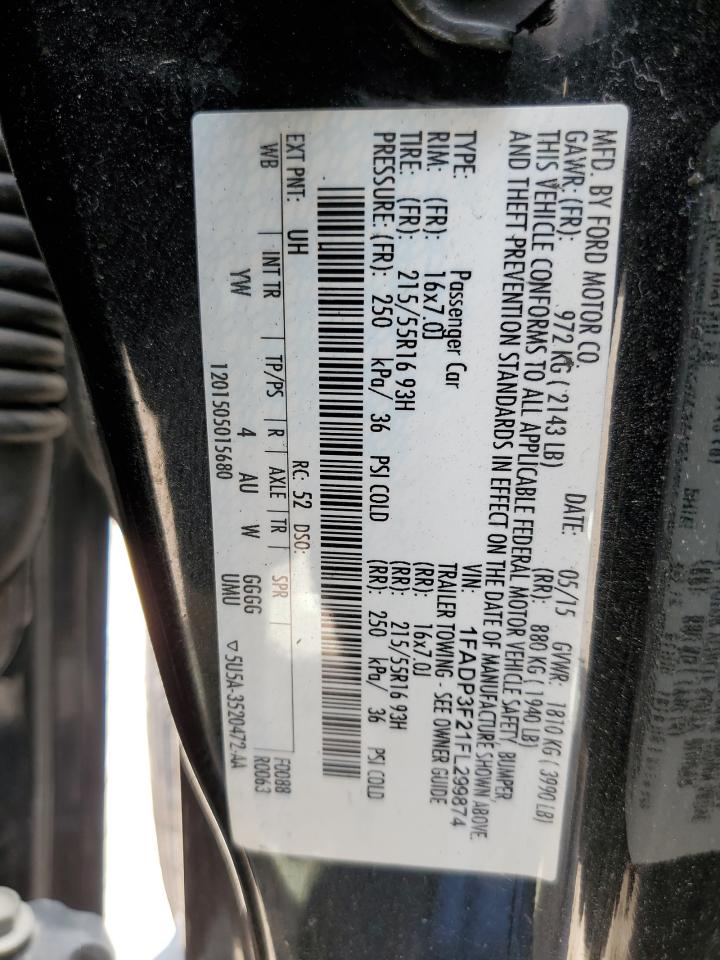 MFD. BY FORD MOTOR CO.
DATE: 05/15 GVWR: 1810 KG ( 3990 LB)
GAWR: (FR): 972 KG ( 2143 LB) (RR): 880 KG ( 1940 LB)
THIS VEHICLE CONFORMS TO ALL APPLICABLE FEDERAL MOTOR VEHICLE SAFETY, BUMPER,
AND THEFT PREVENTION STANDARDS IN EFFECT ON THE DATE OF MANUFACTURE SHOWN ABOVE.
VIN: 1FADP3F21FL299874
TYPE: Passenger Car TRAILER TOWING - SEE OWNER GUIDE
RIM: (FR): 16x7.0J (RR): 16x7.0J
TIRE: (FR): 215/55R16 93H (RR): 215/55R16 93H
PRESSURE: (FR): 250 kPa/ 36 PSI COLD (RR): 250 kPa/ 36 PSI COLD
EXT PNT: UH RC: 52 DSO: F0088
WB INT TR TP/PS R AXLE TR SPR R0063
YW 4 AU W GGGG
1201505015680 UMU ▽5U5A-3520472-AA